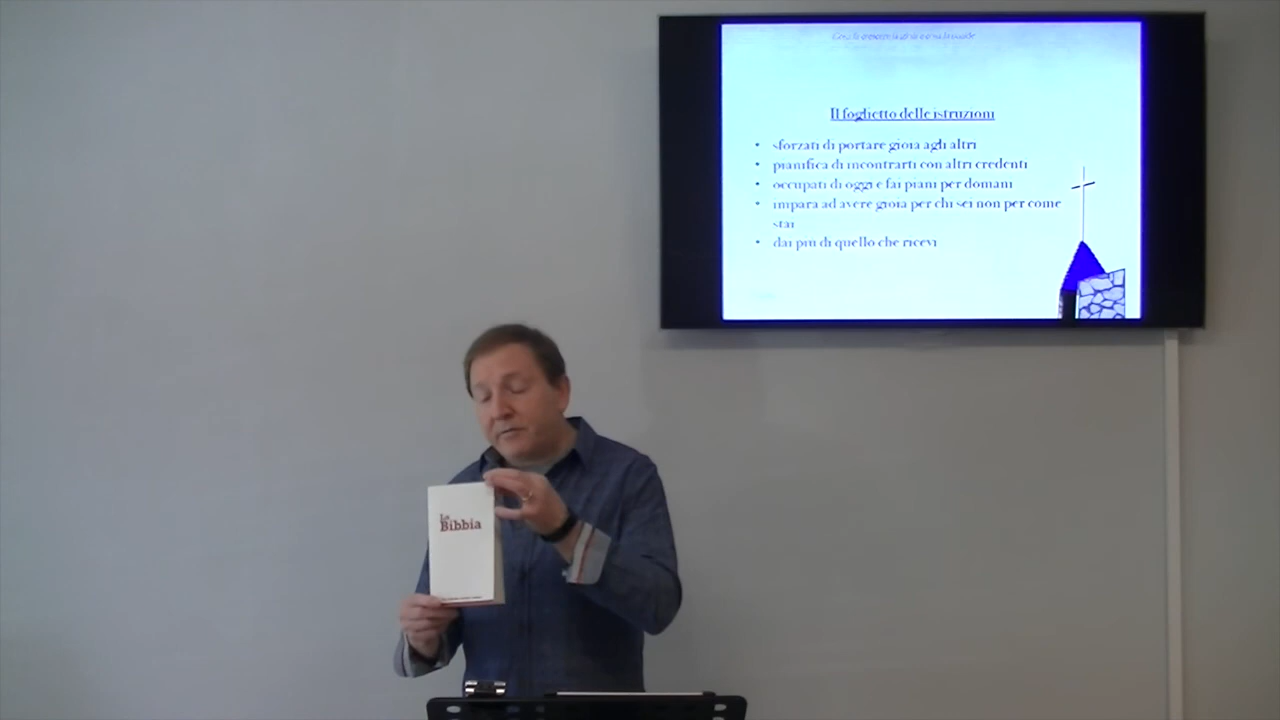 Il foglietto delle istruzioni
• sforzati di portare gioia agli altri
• pianifica di incontrarti con altri credenti
• occupati di oggi e fai piani per domani
• impara ad avere gioia per chi sei non per come
stai
• dai più di quello che ricevi
La
Bibbia